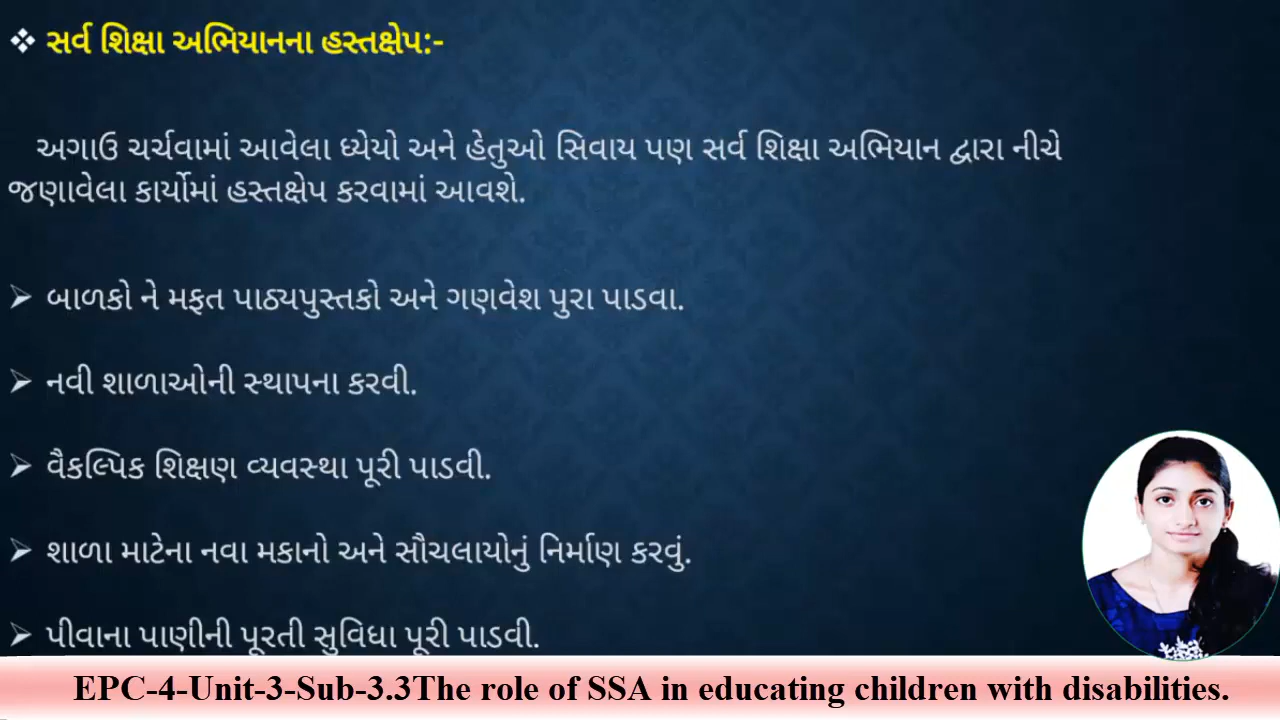 ❖ સર્વ શિક્ષા અભિયાનના હસ્તક્ષેપ:-
અગાઉ ચર્ચવામાં આવેલા ધ્યેયો અને હેતુઓ સિવાય પણ સર્વ શિક્ષા અભિયાન દ્વારા નીચે
જણાવેલા કાર્યોમાં હસ્તક્ષેપ કરવામાં આવશે.
➢ બાળકો ને મફત પાઠ્યપુસ્તકો અને ગણવેશ પુરા પાડવા.
➢ નવી શાળાઓની સ્થાપના કરવી.
➢ વૈકલ્પિક શિક્ષણ વ્યવસ્થા પૂરી પાડવી.
➢ શાળા માટેના નવા મકાનો અને સૌચલાયોનું નિર્માણ કરવું.
➢ પીવાના પાણીની પૂરતી સુવિધા પૂરી પાડવી.
EPC-4-Unit-3-Sub-3.3The role of SSA in educating children with disabilities.